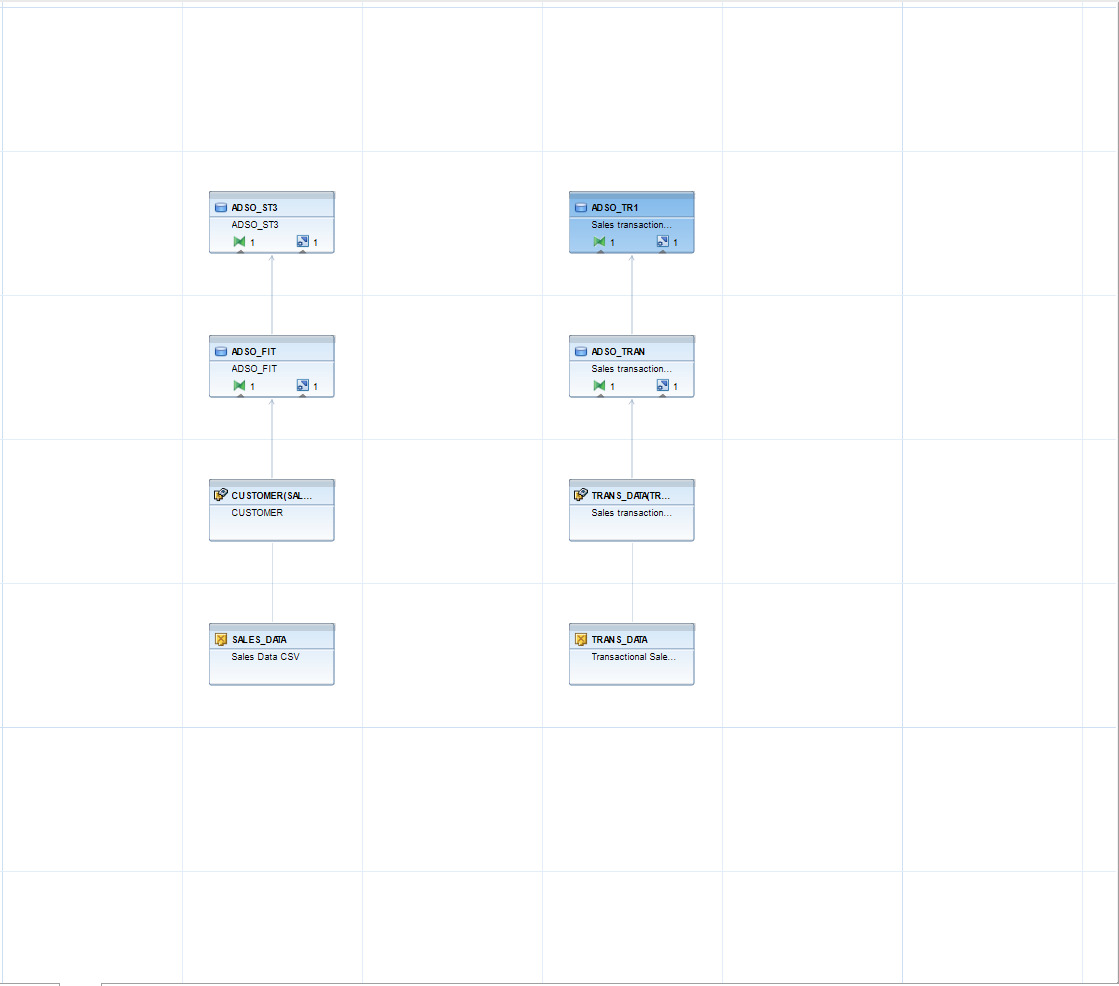 ADSO_ST3
ADSO_ST3
1 1
ADSO_TR1
Sales transaction...
1 1
ADSO_FIT
ADSO_FIT
1 1
ADSO_TRAN
Sales transaction...
1 1
CUSTOMER(SAL...
CUSTOMER
TRANS_DATA(TR...
Sales transaction...
SALES_DATA
Sales Data CSV
TRANS_DATA
Transactional Sale...